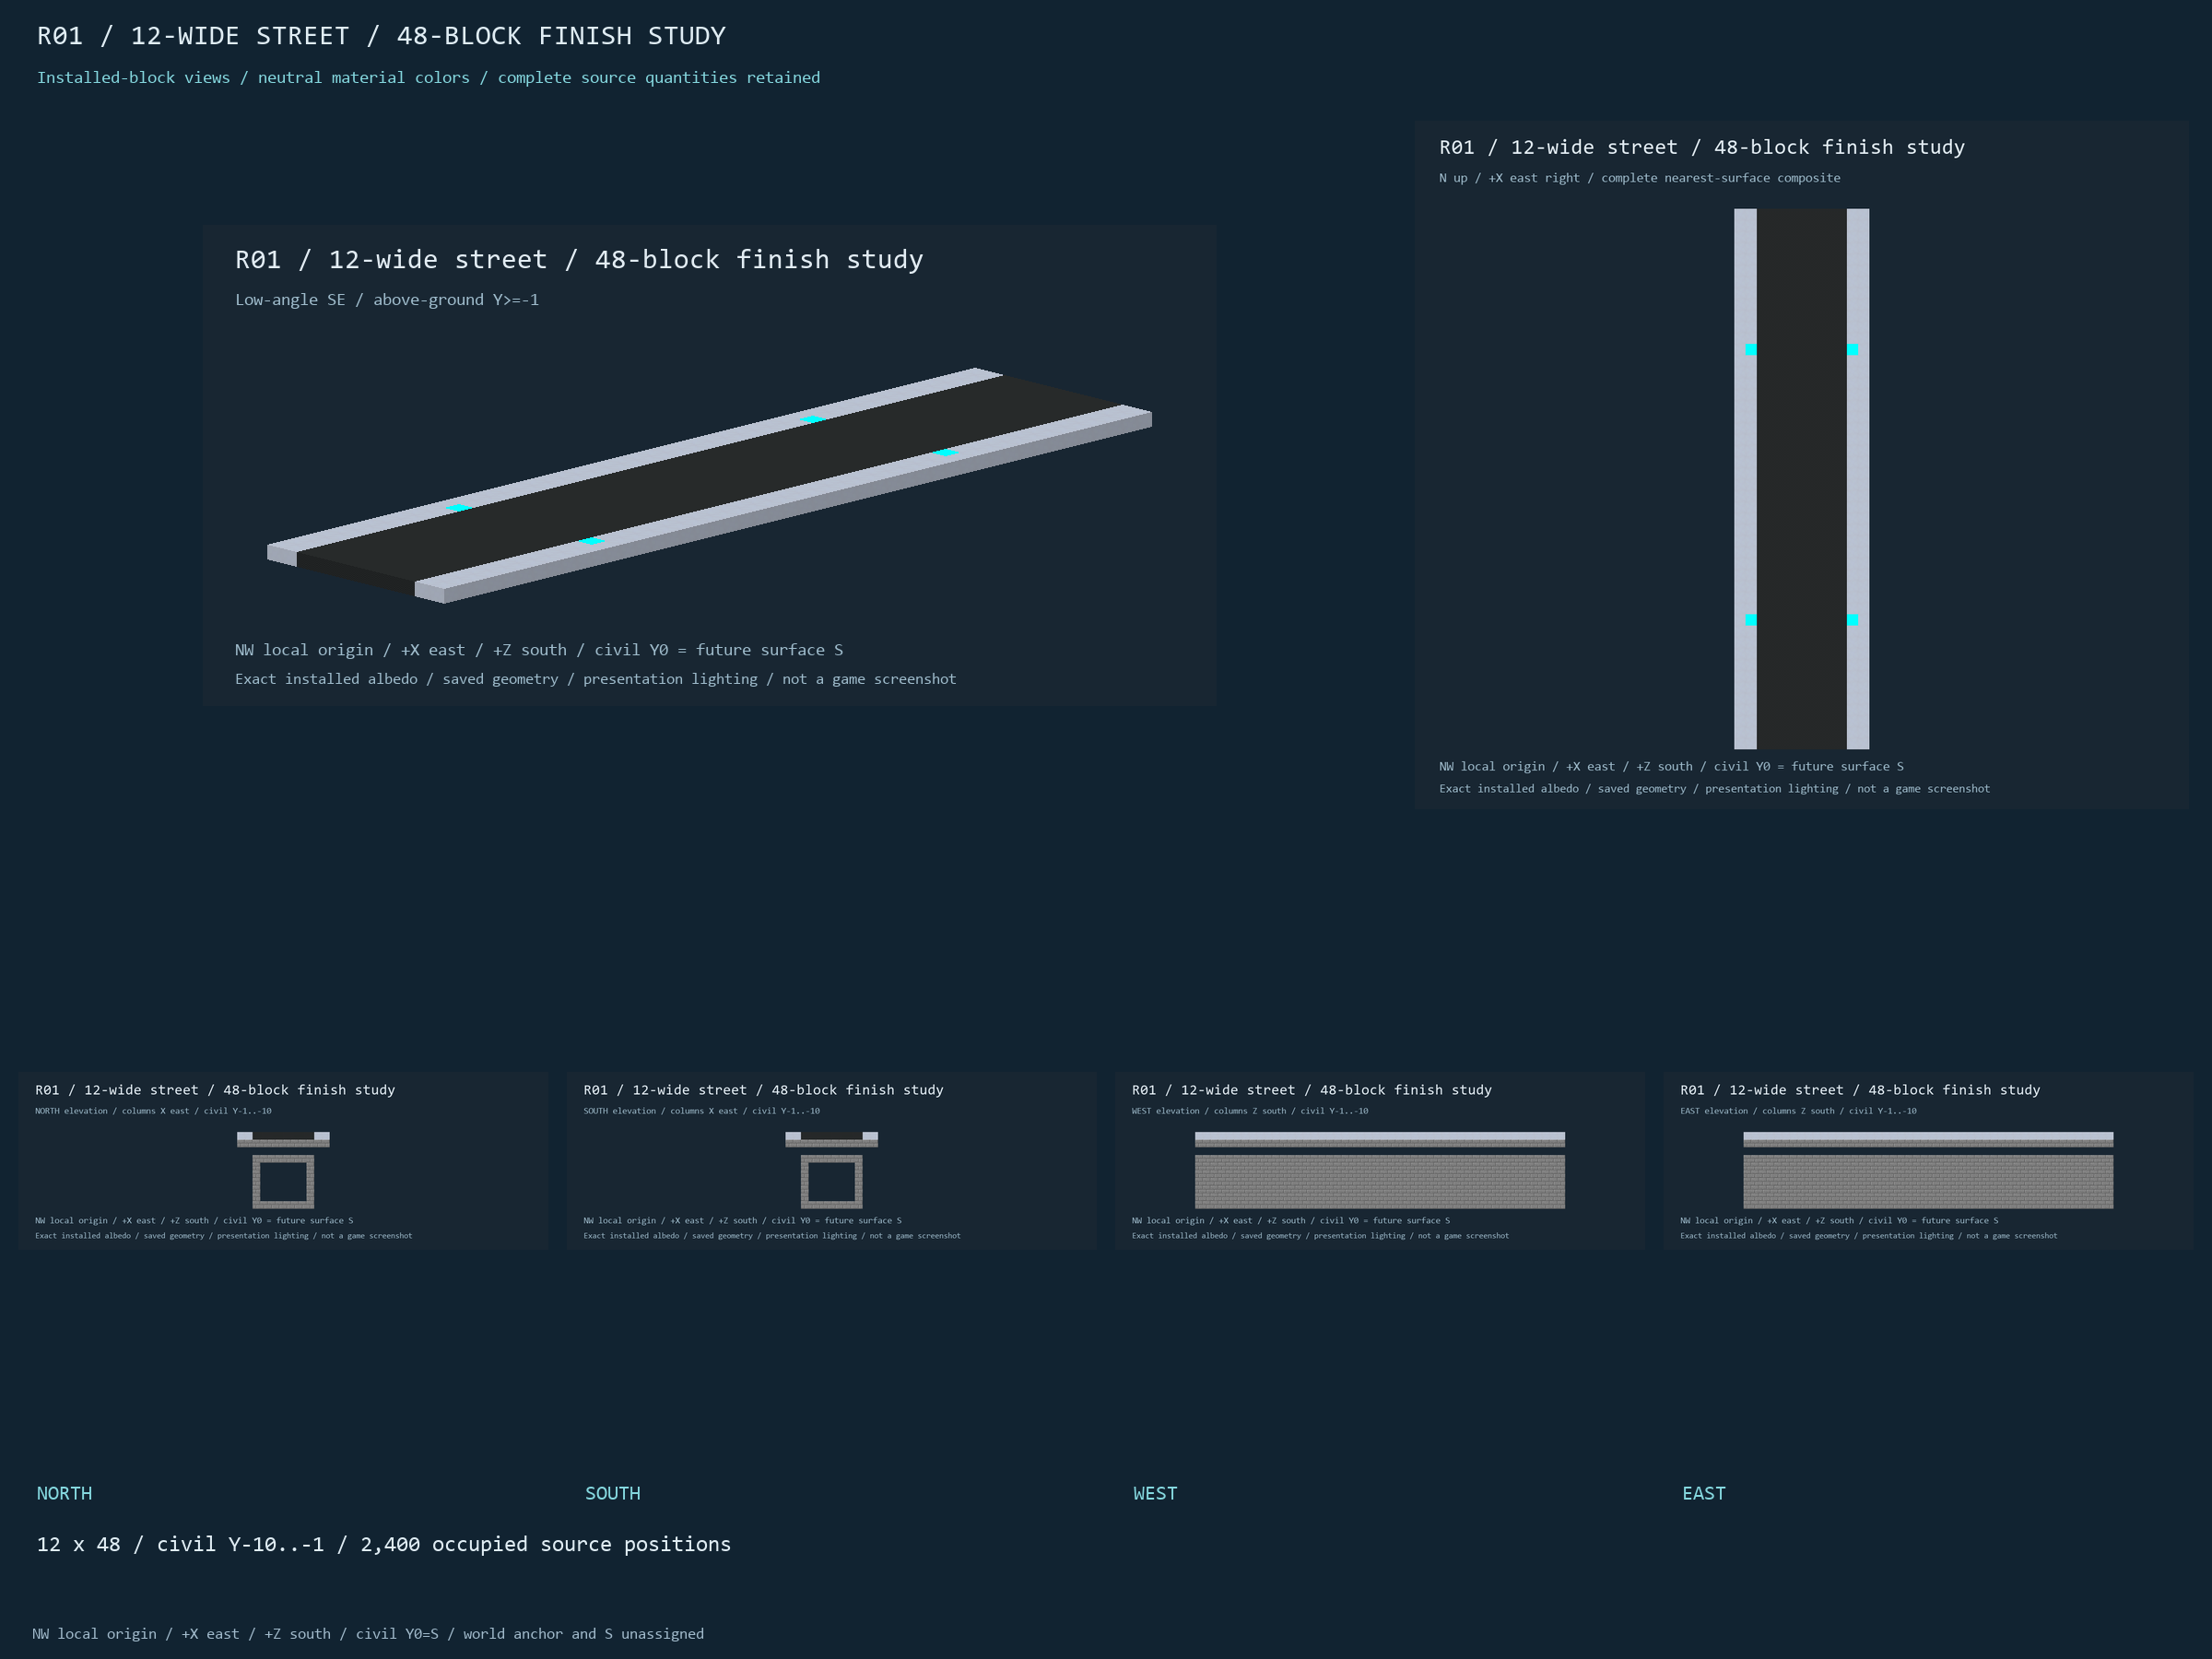 R01 / 12-WIDE STREET / 48-BLOCK FINISH STUDY
Installed-block views / neutral material colors / complete source quantities retained
R01 / 12-wide street / 48-block finish study
Low-angle SE / above-ground Y>=-1
NW local origin / +X east / +Z south / civil Y0 = future surface S
Exact installed albedo / saved geometry / presentation lighting / not a game screenshot
R01 / 12-wide street / 48-block finish study
N up / +X east right / complete nearest-surface composite
NW local origin / +X east / +Z south / civil Y0 = future surface S
Exact installed albedo / saved geometry / presentation lighting / not a game screenshot
R01 / 12-wide street / 48-block finish study
NORTH elevation / columns X east / civil Y-1..-10
NW local origin / +X east / +Z south / civil Y0 = future surface S
Exact installed albedo / saved geometry / presentation lighting / not a game screenshot
R01 / 12-wide street / 48-block finish study
SOUTH elevation / columns X east / civil Y-1..-10
NW local origin / +X east / +Z south / civil Y0 = future surface S
Exact installed albedo / saved geometry / presentation lighting / not a game screenshot
R01 / 12-wide street / 48-block finish study
WEST elevation / columns Z south / civil Y-1..-10
NW local origin / +X east / +Z south / civil Y0 = future surface S
Exact installed albedo / saved geometry / presentation lighting / not a game screenshot
R01 / 12-wide street / 48-block finish study
EAST elevation / columns Z south / civil Y-1..-10
NW local origin / +X east / +Z south / civil Y0 = future surface S
Exact installed albedo / saved geometry / presentation lighting / not a game screenshot
NORTH
SOUTH
WEST
EAST
12 x 48 / civil Y-10..-1 / 2,400 occupied source positions
NW local origin / +X east / +Z south / civil Y0=S / world anchor and S unassigned